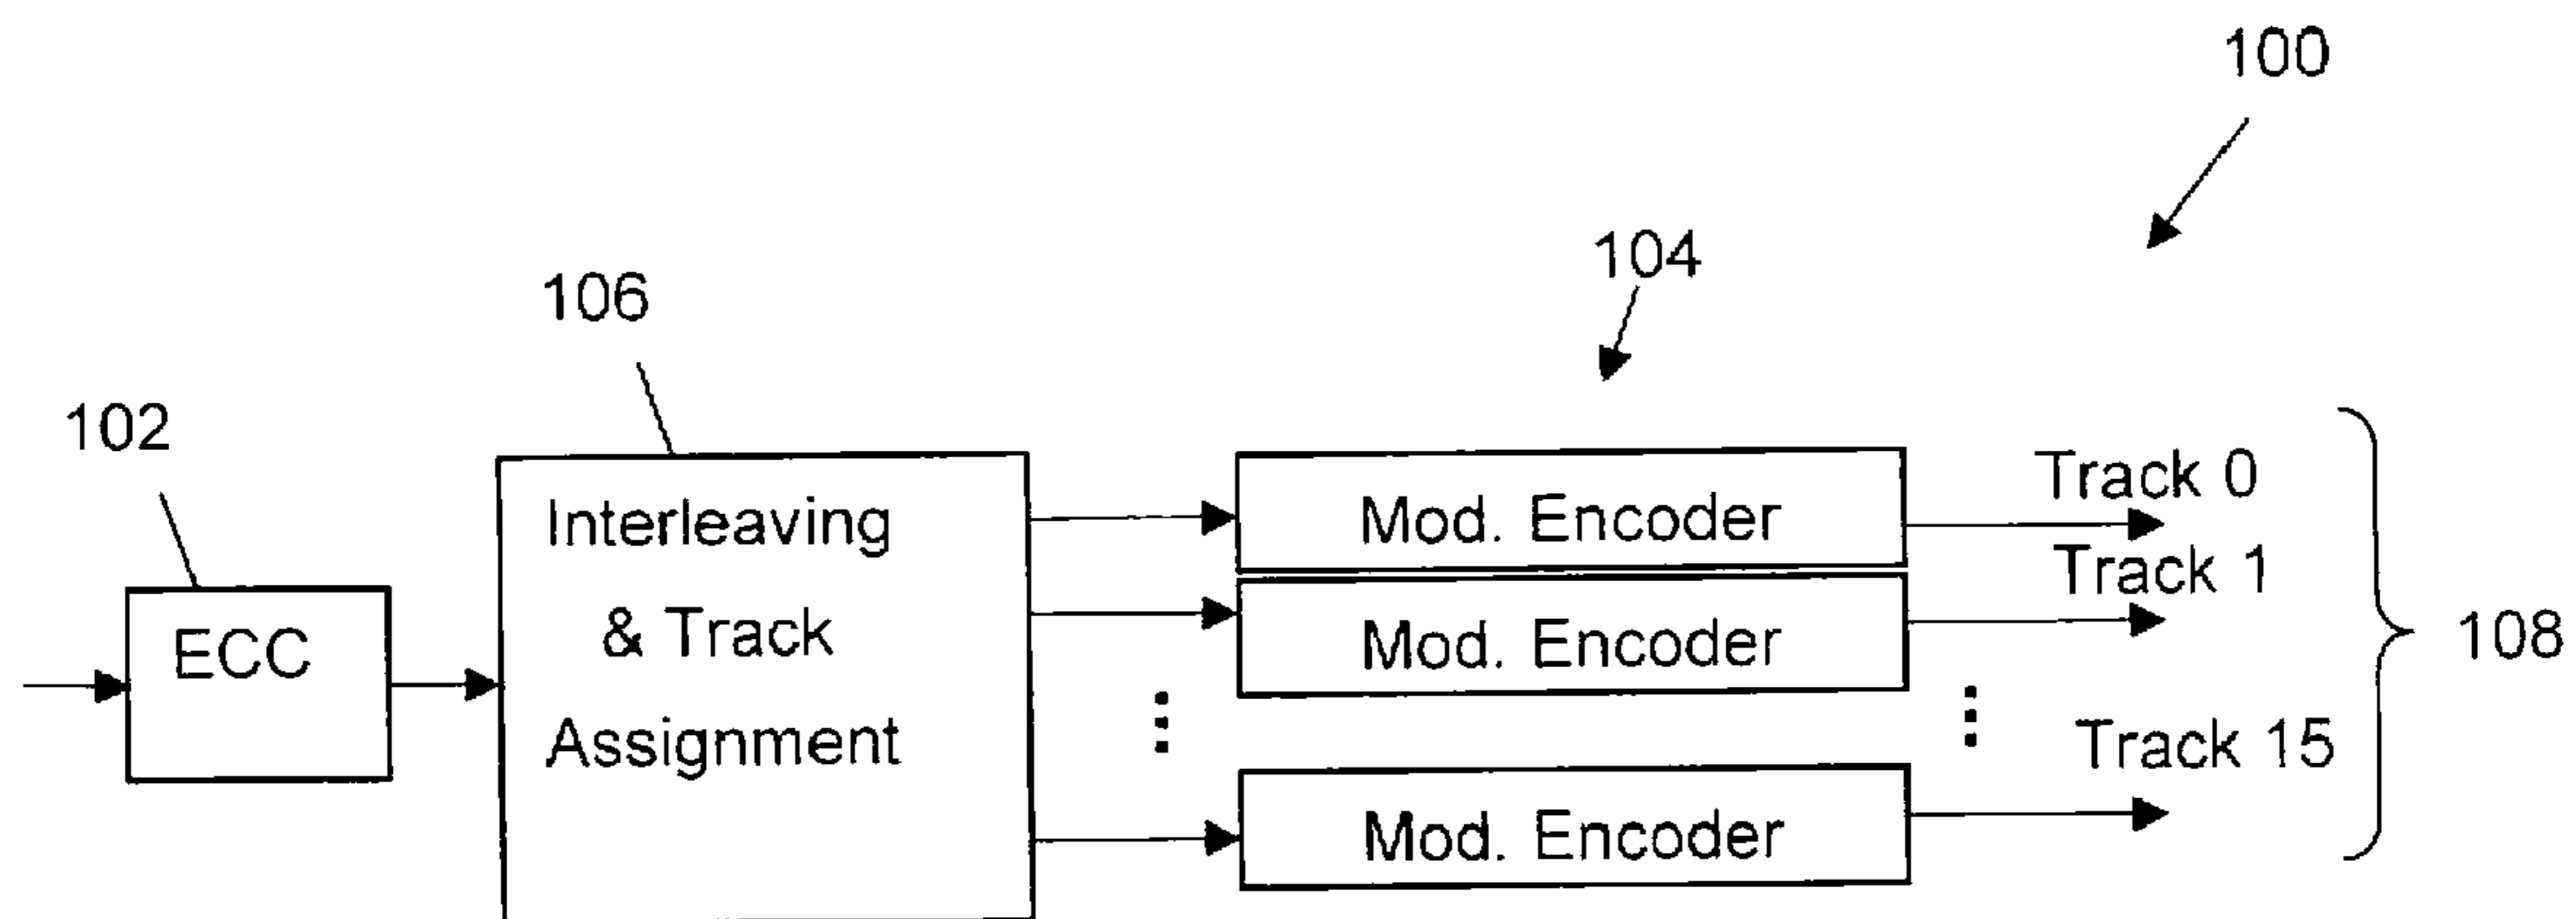 100
104
106
102
ECC
Interleaving
& Track
Assignment
Mod. Encoder
Mod. Encoder
Mod. Encoder
Track 0
Track 1
Track 15
108